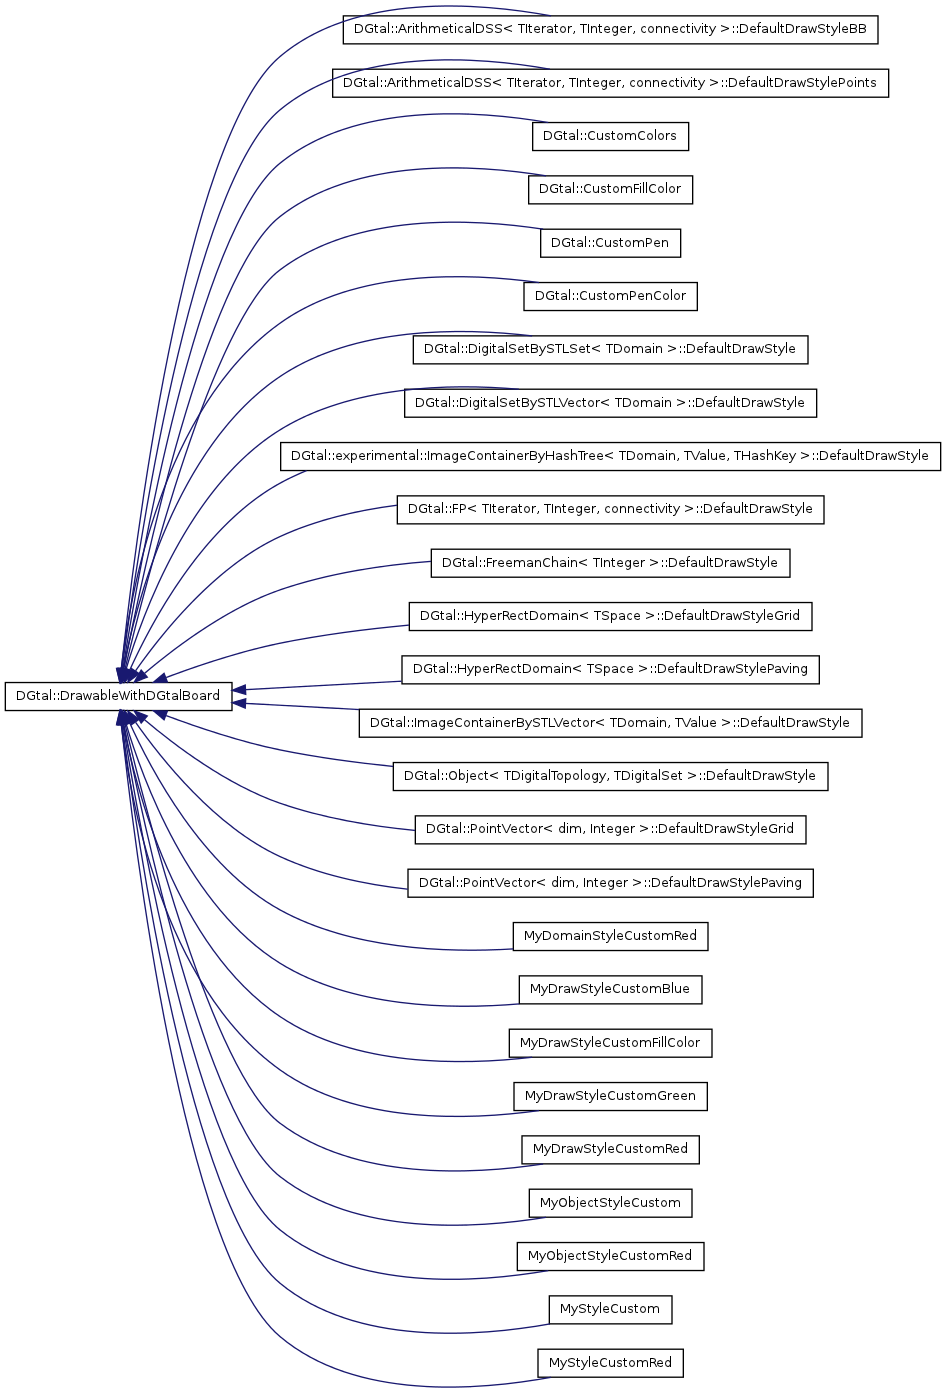 DGtal::ArithmeticalDSS< TIterator, TInteger, connectivity >::DefaultDrawStyleBB
DGtal::ArithmeticalDSS< TIterator, TInteger, connectivity >::DefaultDrawStylePoints
DGtal::CustomColors
DGtal::CustomFillColor
DGtal::CustomPen
DGtal::CustomPenColor
DGtal::DigitalSetBySTLSet< TDomain >::DefaultDrawStyle
DGtal::DigitalSetBySTLVector< TDomain >::DefaultDrawStyle
DGtal::experimental::ImageContainerByHashTree< TDomain, TValue, THashKey >::DefaultDrawStyle
DGtal::FP< TIterator, TInteger, connectivity >::DefaultDrawStyle
DGtal::FreemanChain< TInteger >::DefaultDrawStyle
DGtal::HyperRectDomain< TSpace >::DefaultDrawStyleGrid
DGtal::HyperRectDomain< TSpace >::DefaultDrawStylePaving
DGtal::DrawableWithDGtalBoard
DGtal::ImageContainerBySTLVector< TDomain, TValue >::DefaultDrawStyle
DGtal::Object< TDigitalTopology, TDigitalSet >::DefaultDrawStyle
DGtal::PointVector< dim, Integer >::DefaultDrawStyleGrid
DGtal::PointVector< dim, Integer >::DefaultDrawStylePaving
MyDomainStyleCustomRed
MyDrawStyleCustomBlue
MyDrawStyleCustomFillColor
MyDrawStyleCustomGreen
MyDrawStyleCustomRed
MyObjectStyleCustom
MyObjectStyleCustomRed
MyStyleCustom
MyStyleCustomRed